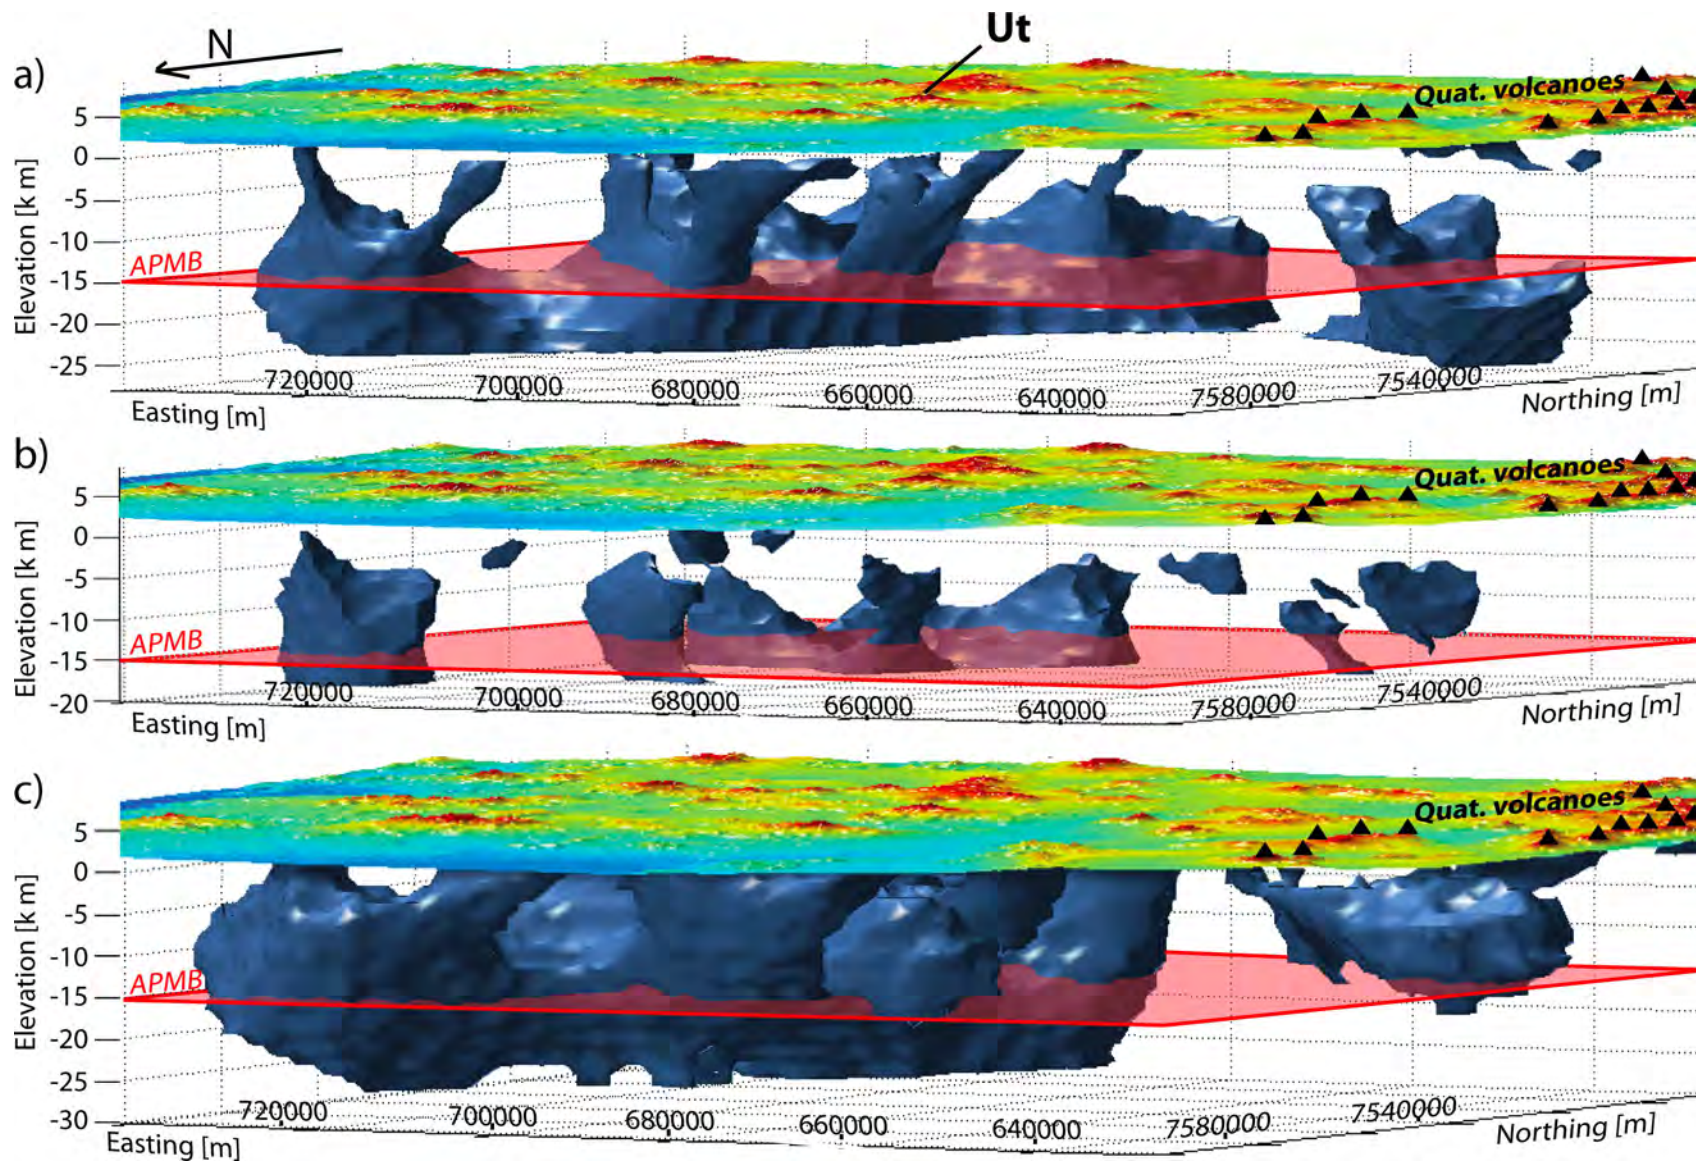 a)
N
Ut
Quat. volcanoes
Elevation [k m]
5
0
-5
-10
-15
-20
-25
APMB
720000
700000
680000
660000
640000
7580000
7540000
Easting [m]
Northing [m]
b)
Quat. volcanoes
Elevation [k m]
5
0
-5
-10
-15
-20
APMB
720000
700000
680000
660000
640000
7580000
7540000
Easting [m]
Northing [m]
c)
Quat. volcanoes
Elevation [k m]
5
0
-5
-10
-15
-20
-25
-30
APMB
720000
700000
680000
660000
640000
7580000
7540000
Easting [m]
Northing [m]